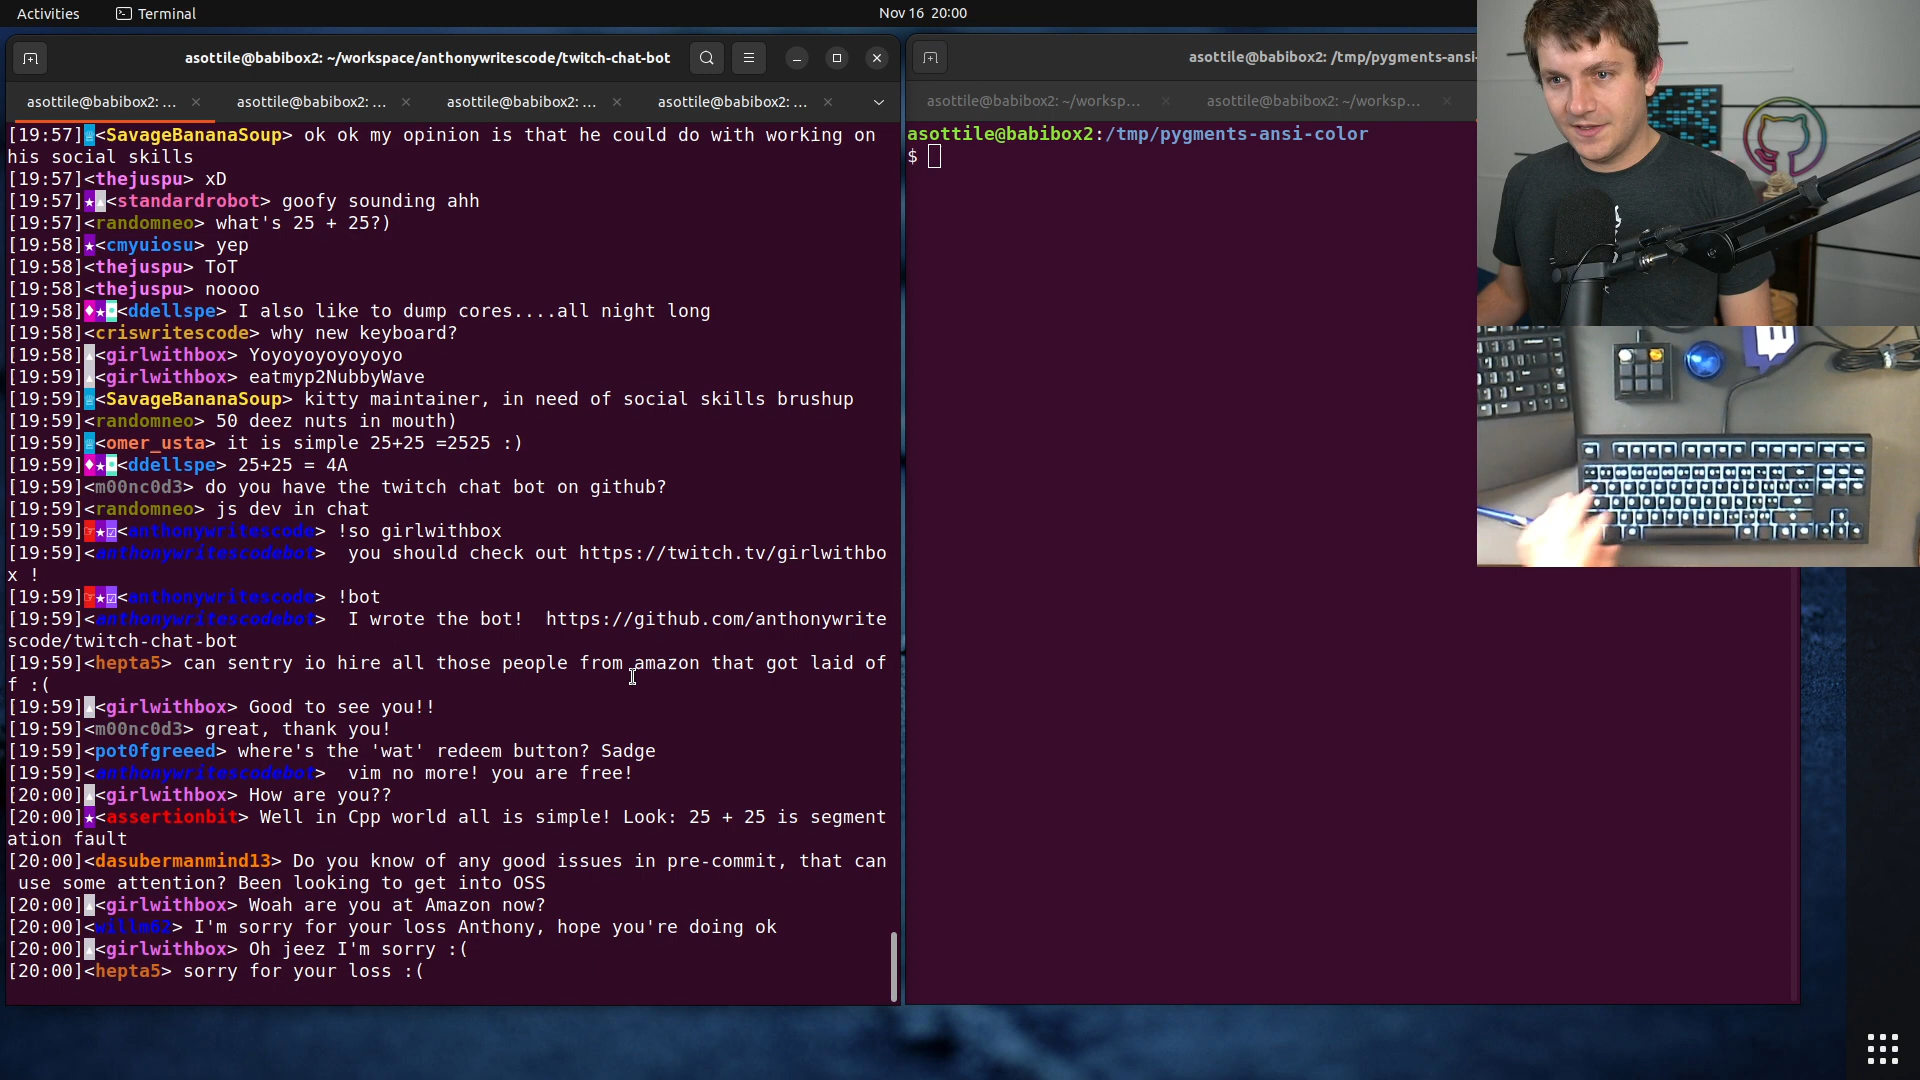 Activities
Terminal
Nov 16 20:00
asottile@babibox2: ~/workspace/anthonywritescode/twitch-chat-bot
asottile@babibox2: ...
asottile@babibox2: ...
asottile@babibox2: ...
asottile@babibox2: ...
[19:57]<SavageBananaSoup> ok ok my opinion is that he could do with working on
his social skills
[19:57]<thejuspu> xD
[19:57]★<standardrobot> goofy sounding ahh
[19:57]<randomneo> what's 25 + 25?)
[19:58]★<cmyuiosu> yep
[19:58]<thejuspu> ToT
[19:58]<thejuspu> noooo
[19:58]♦★<ddellspe> I also like to dump cores....all night long
[19:58]<criswritescode> why new keyboard?
[19:58]<girlwithbox> Yoyoyoyoyoyoyo
[19:59]<girlwithbox> eatmyp2NubbyWave
[19:59]<SavageBananaSoup> kitty maintainer, in need of social skills brushup
[19:59]<randomneo> 50 deez nuts in mouth)
[19:59]<omer_usta> it is simple 25+25 =2525 :)
[19:59]♦★<ddellspe> 25+25 = 4A
[19:59]<m00nc0d3> do you have the twitch chat bot on github?
[19:59]<randomneo> js dev in chat
[19:59]☞★☑<anthonywritescode> !so girlwithbox
[19:59]<anthonywritescodebot>  you should check out https://twitch.tv/girlwithbo
x !
[19:59]☞★☑<anthonywritescode> !bot
[19:59]<anthonywritescodebot>  I wrote the bot!  https://github.com/anthonywrite
scode/twitch-chat-bot
[19:59]<hepta5> can sentry io hire all those people from amazon that got laid of
f :(
[19:59]<girlwithbox> Good to see you!!
[19:59]<m00nc0d3> great, thank you!
[19:59]<pot0fgreeed> where's the 'wat' redeem button? Sadge
[19:59]<anthonywritescodebot>  vim no more! you are free!
[20:00]<girlwithbox> How are you??
[20:00]★<assertionbit> Well in Cpp world all is simple! Look: 25 + 25 is segment
ation fault
[20:00]<dasubermanmind13> Do you know of any good issues in pre-commit, that can
 use some attention? Been looking to get into OSS
[20:00]<girlwithbox> Woah are you at Amazon now?
[20:00]<willm62> I'm sorry for your loss Anthony, hope you're doing ok
[20:00]<girlwithbox> Oh jeez I'm sorry :(
[20:00]<hepta5> sorry for your loss :(
asottile@babibox2: /tmp/pygments-ansi-
asottile@babibox2: ~/worksp...
asottile@babibox2: ~/worksp...
asottile@babibox2:/tmp/pygments-ansi-color
$